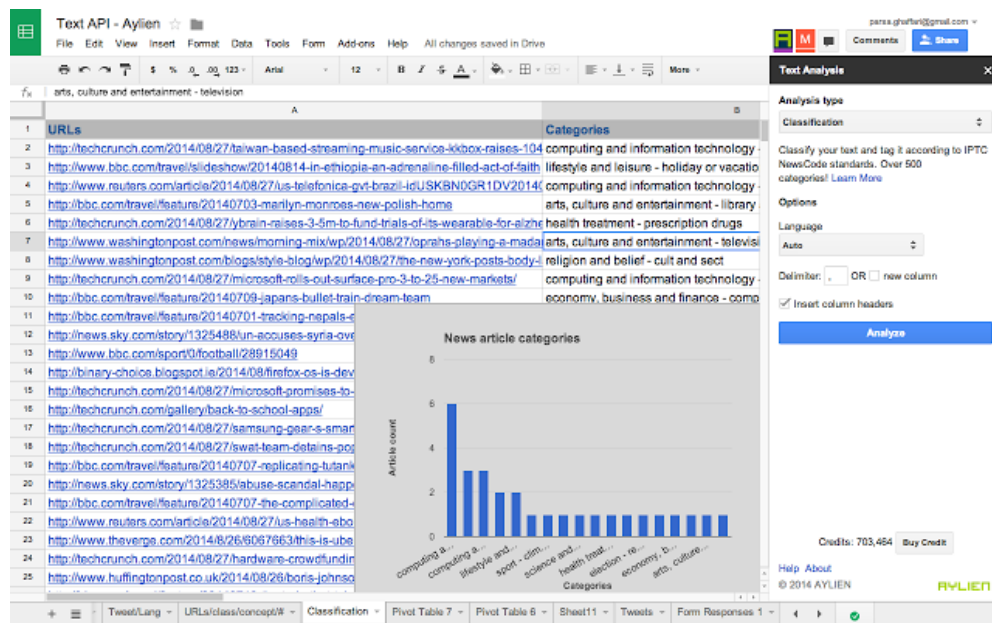 Text API - Aylien
parsa.ghaffari@gmail.com
File Edit View Insert Format Data Tools Form Add-ons Help All changes saved in Drive
Comments Share
$ % .0 .00 123 Arial 12 B I S A More
fx arts, culture and entertainment - television
A B
1 URLs Categories
2 http://techcrunch.com/2014/08/27/taiwan-based-streaming-music-service-kkbox-raises-104 computing and information technology -
3 http://www.bbc.com/travel/slideshow/20140814-in-ethiopia-an-adrenaline-filled-act-of-faith lifestyle and leisure - holiday or vacatio
4 http://www.reuters.com/article/2014/08/27/us-telefonica-gvt-brazil-idUSKBN0GR1DV20140 computing and information technology -
5 http://bbc.com/travel/feature/20140703-marilyn-monroes-new-polish-home arts, culture and entertainment - library
6 http://techcrunch.com/2014/08/27/ybrain-raises-3-5m-to-fund-trials-of-its-wearable-for-alzhe health treatment - prescription drugs
7 http://www.washingtonpost.com/news/morning-mix/wp/2014/08/27/oprahs-playing-a-mada arts, culture and entertainment - televisi
8 http://www.washingtonpost.com/blogs/style-blog/wp/2014/08/27/the-new-york-posts-body-l religion and belief - cult and sect
9 http://techcrunch.com/2014/08/27/microsoft-rolls-out-surface-pro-3-to-25-new-markets/ computing and information technology -
10 http://bbc.com/travel/feature/20140709-japans-bullet-train-dream-team economy, business and finance - comp
11 http://bbc.com/travel/feature/20140701-tracking-nepals-e
12 http://news.sky.com/story/1325488/un-accuses-syria-ove
13 http://www.bbc.com/sport/0/football/28915049
14 http://binary-choice.blogspot.ie/2014/08/firefox-os-is-dev
15 http://techcrunch.com/2014/08/27/microsoft-promises-to-
16 http://techcrunch.com/gallery/back-to-school-apps/
17 http://techcrunch.com/2014/08/27/samsung-gear-s-smar
18 http://techcrunch.com/2014/08/27/swat-team-detains-pop
19 http://bbc.com/travel/feature/20140707-replicating-tutank
20 http://news.sky.com/story/1325385/abuse-scandal-happ
21 http://bbc.com/travel/feature/20140707-the-complicated-
22 http://www.reuters.com/article/2014/08/27/us-health-ebo
23 http://www.theverge.com/2014/8/26/6067663/this-is-ube
24 http://techcrunch.com/2014/08/27/hardware-crowdfundin
25 http://www.huffingtonpost.co.uk/2014/08/26/boris-johnso
News article categories
Article count
8
6
4
2
0
computing a...
computing a...
lifestyle and...
sport - clim...
science and...
health treat...
election - re...
economy, b...
arts, culture...
Categories
Text Analysis
Analysis type
Classification
Classify your text and tag it according to IPTC
NewsCode standards. Over 500
categories! Learn More
Options
Language
Auto
Delimiter: , OR new column
Insert column headers
Analyze
Credits: 703,464 Buy Credit
Help About
© 2014 AYLIEN
AYLIEN
Tweet/Lang URLs/class/concept/# Classification Pivot Table 7 Pivot Table 6 Sheet11 Tweets Form Responses 1